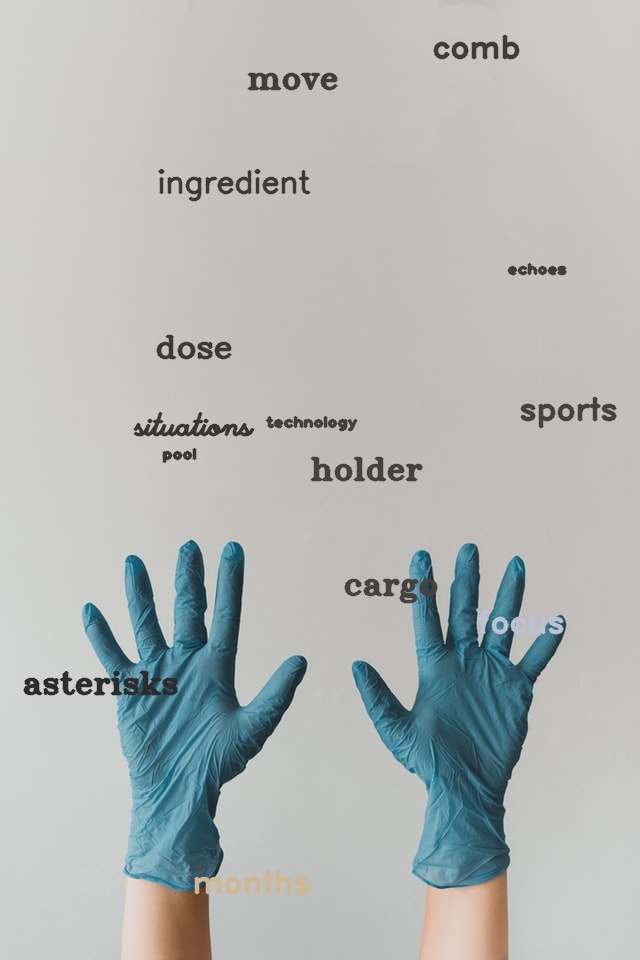 comb
move
ingredient
echoes
dose
sports
situations technology
pool
holder
cargo
focus
asterisks
months